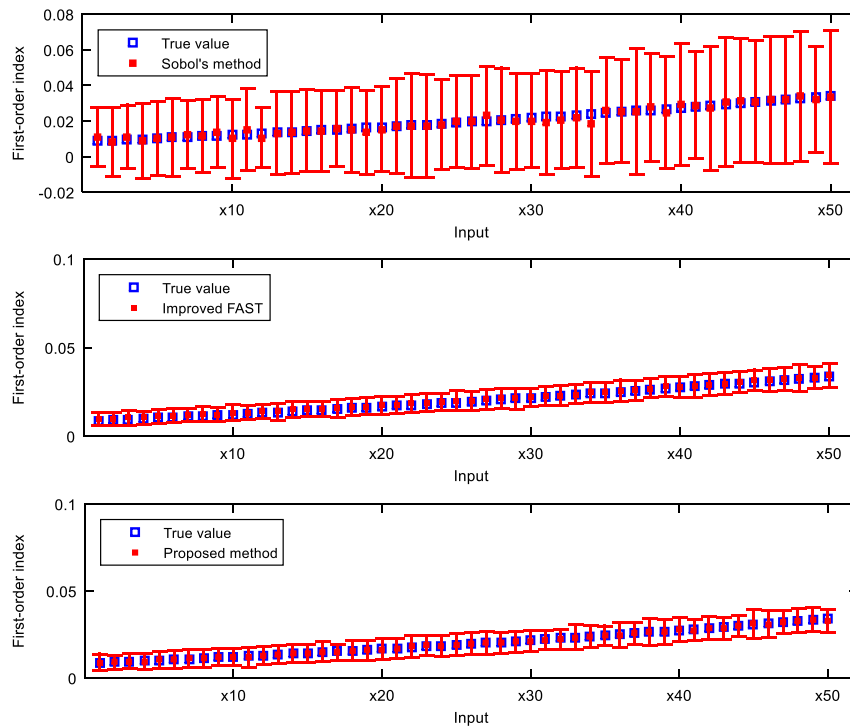 0.08
0.06
0.04
0.02
0
-0.02
First-order index
True value
Sobol's method
x10
x20
x30
x40
x50
Input
0.1
0.05
0
First-order index
True value
Improved FAST
x10
x20
x30
x40
x50
Input
0.1
0.05
0
First-order index
True value
Proposed method
x10
x20
x30
x40
x50
Input